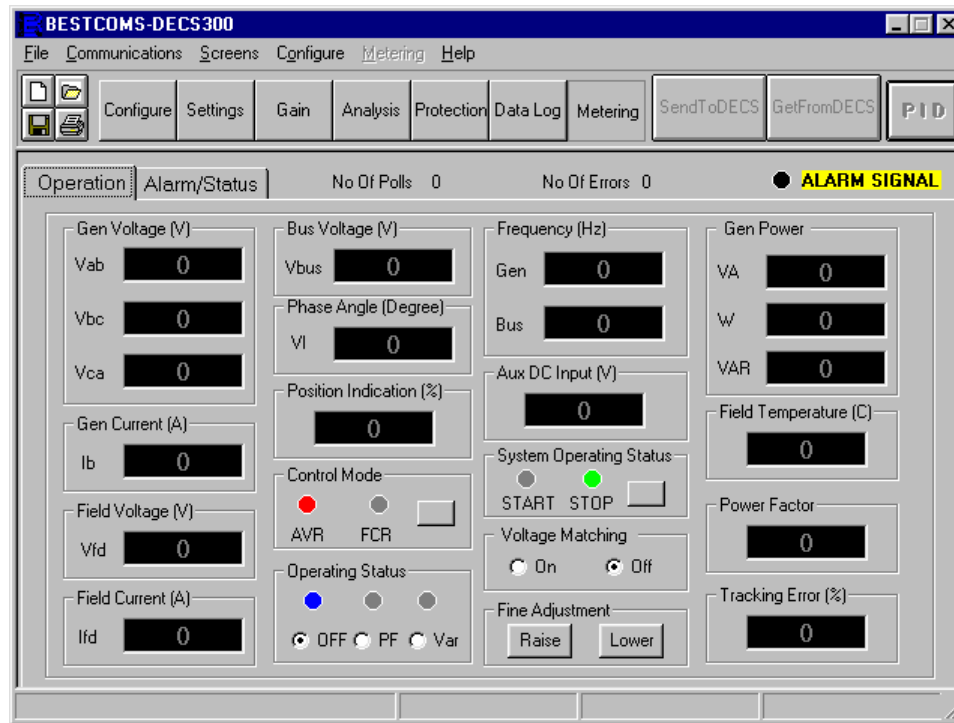 BESTCOMS-DECS300
File Communications Screens Configure Metering Help
Configure Settings Gain Analysis Protection Data Log Metering SendToDECS GetFromDECS PID
Operation Alarm/Status No Of Polls 0 No Of Errors 0 ALARM SIGNAL
Gen Voltage (V)
Vab 0
Vbc 0
Vca 0
Gen Current (A)
Ib 0
Field Voltage (V)
Vfd 0
Field Current (A)
Ifd 0
Bus Voltage (V)
Vbus 0
Phase Angle (Degree)
VI 0
Position Indication (%)
0
Control Mode
AVR FCR
Operating Status
OFF PF Var
Frequency (Hz)
Gen 0
Bus 0
Aux DC Input (V)
0
System Operating Status
START STOP
Voltage Matching
On Off
Fine Adjustment
Raise Lower
Gen Power
VA 0
W 0
VAR 0
Field Temperature (C)
0
Power Factor
0
Tracking Error (%)
0